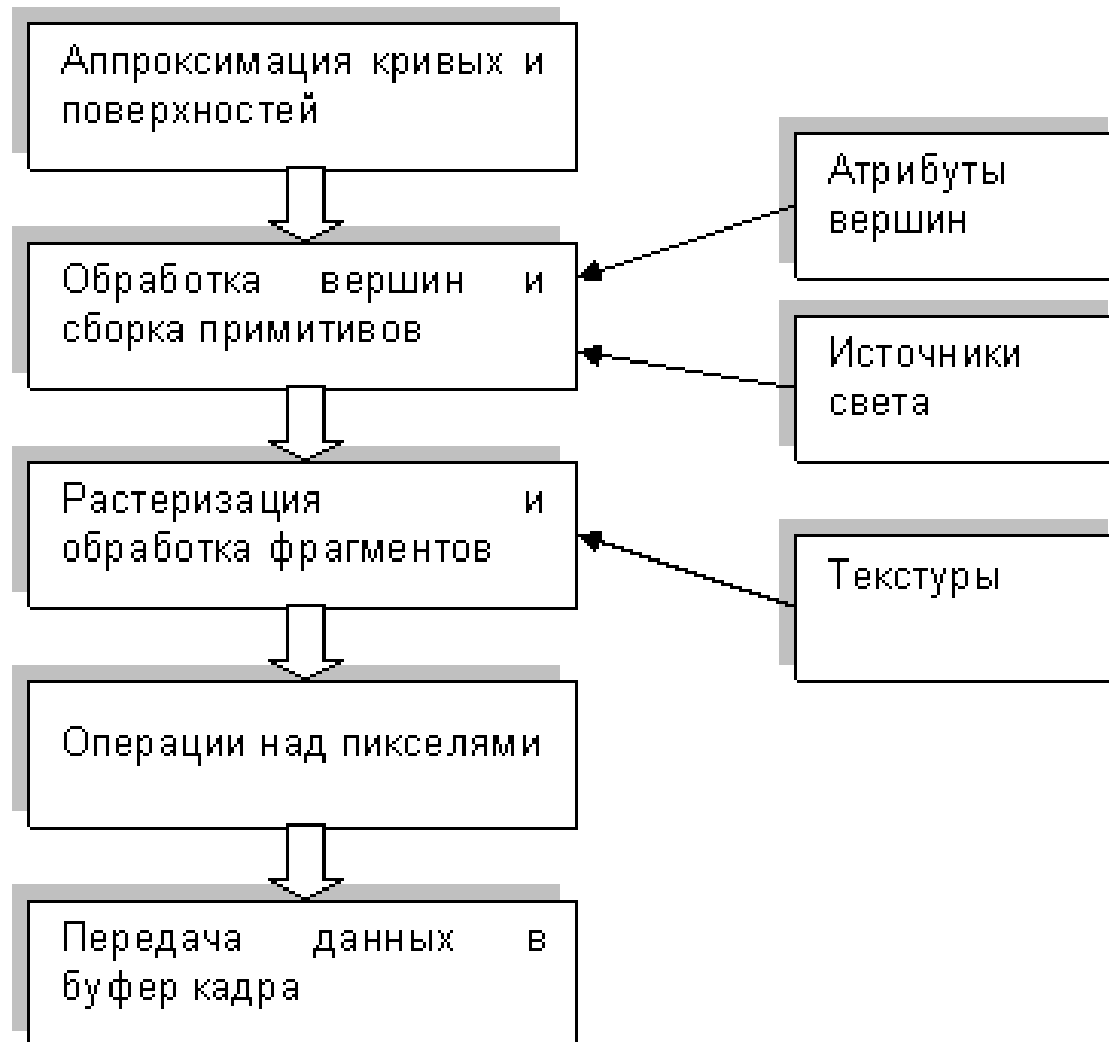 Аппроксимация кривых и
поверхностей
Обработка вершин и
сборка примитивов
Растеризация и
обработка фрагментов
Операции над пикселями
Передача данных в
буфер кадра
Атрибуты
вершин
Источники
света
Текстуры